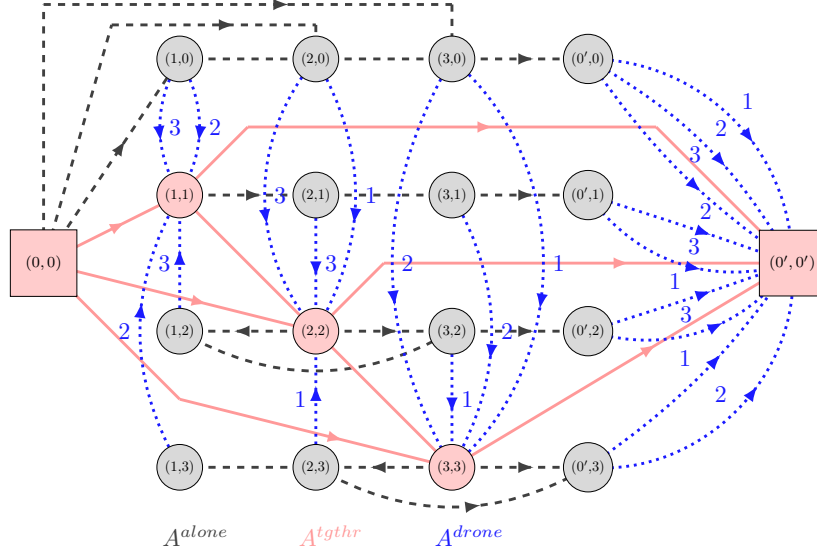 (1,0) (2,0) (3,0) (0′,0)
1
3 2 2
3
(1,1) 3 (2,1) 1 (3,1) (0′,1)
2
3
(0, 0) 3 3 2 1 (0′, 0′)
1
3
(1,2) (2,2) (3,2) (0′,2)
2 2
1
1 1 2
(1,3) (2,3) (3,3) (0′,3)
A^{alone} A^{tgthr} A^{drone}